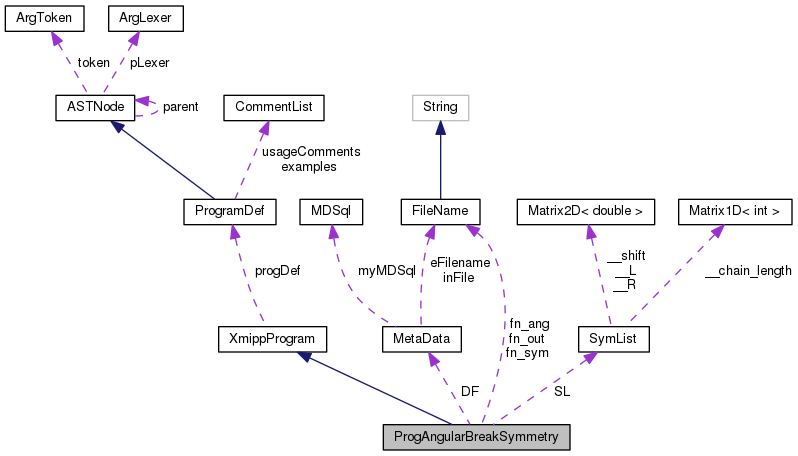 ArgToken
ArgLexer
token
pLexer
ASTNode
parent
CommentList
String
usageComments
examples
ProgramDef
MDSql
FileName
Matrix2D< double >
Matrix1D< int >
progDef
myMDSql
eFilename
inFile
__shift
__L
__R
__chain_length
fn_ang
fn_out
fn_sym
XmippProgram
MetaData
SymList
DF
SL
ProgAngularBreakSymmetry